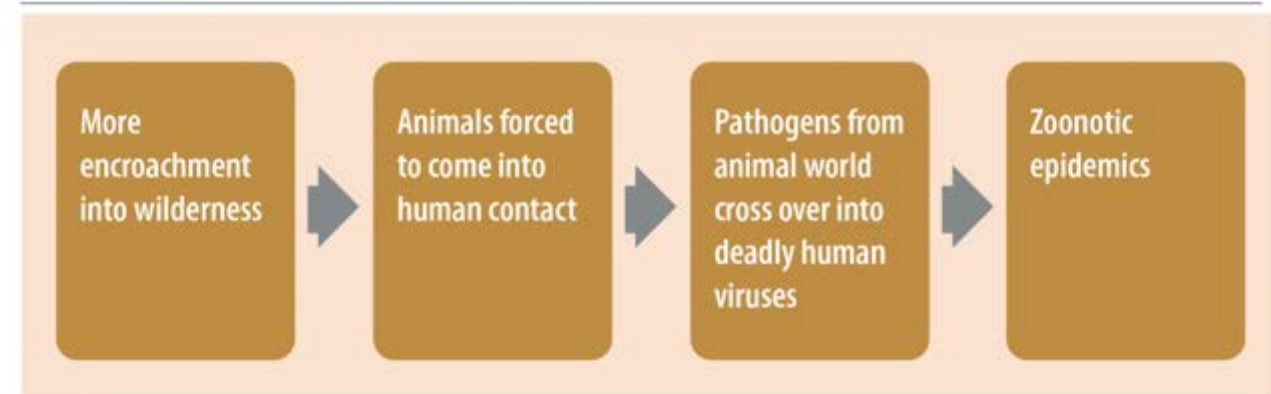 More
encroachment
into wilderness
Animals forced
to come into
human contact
Pathogens from
animal world
cross over into
deadly human
viruses
Zoonotic
epidemics